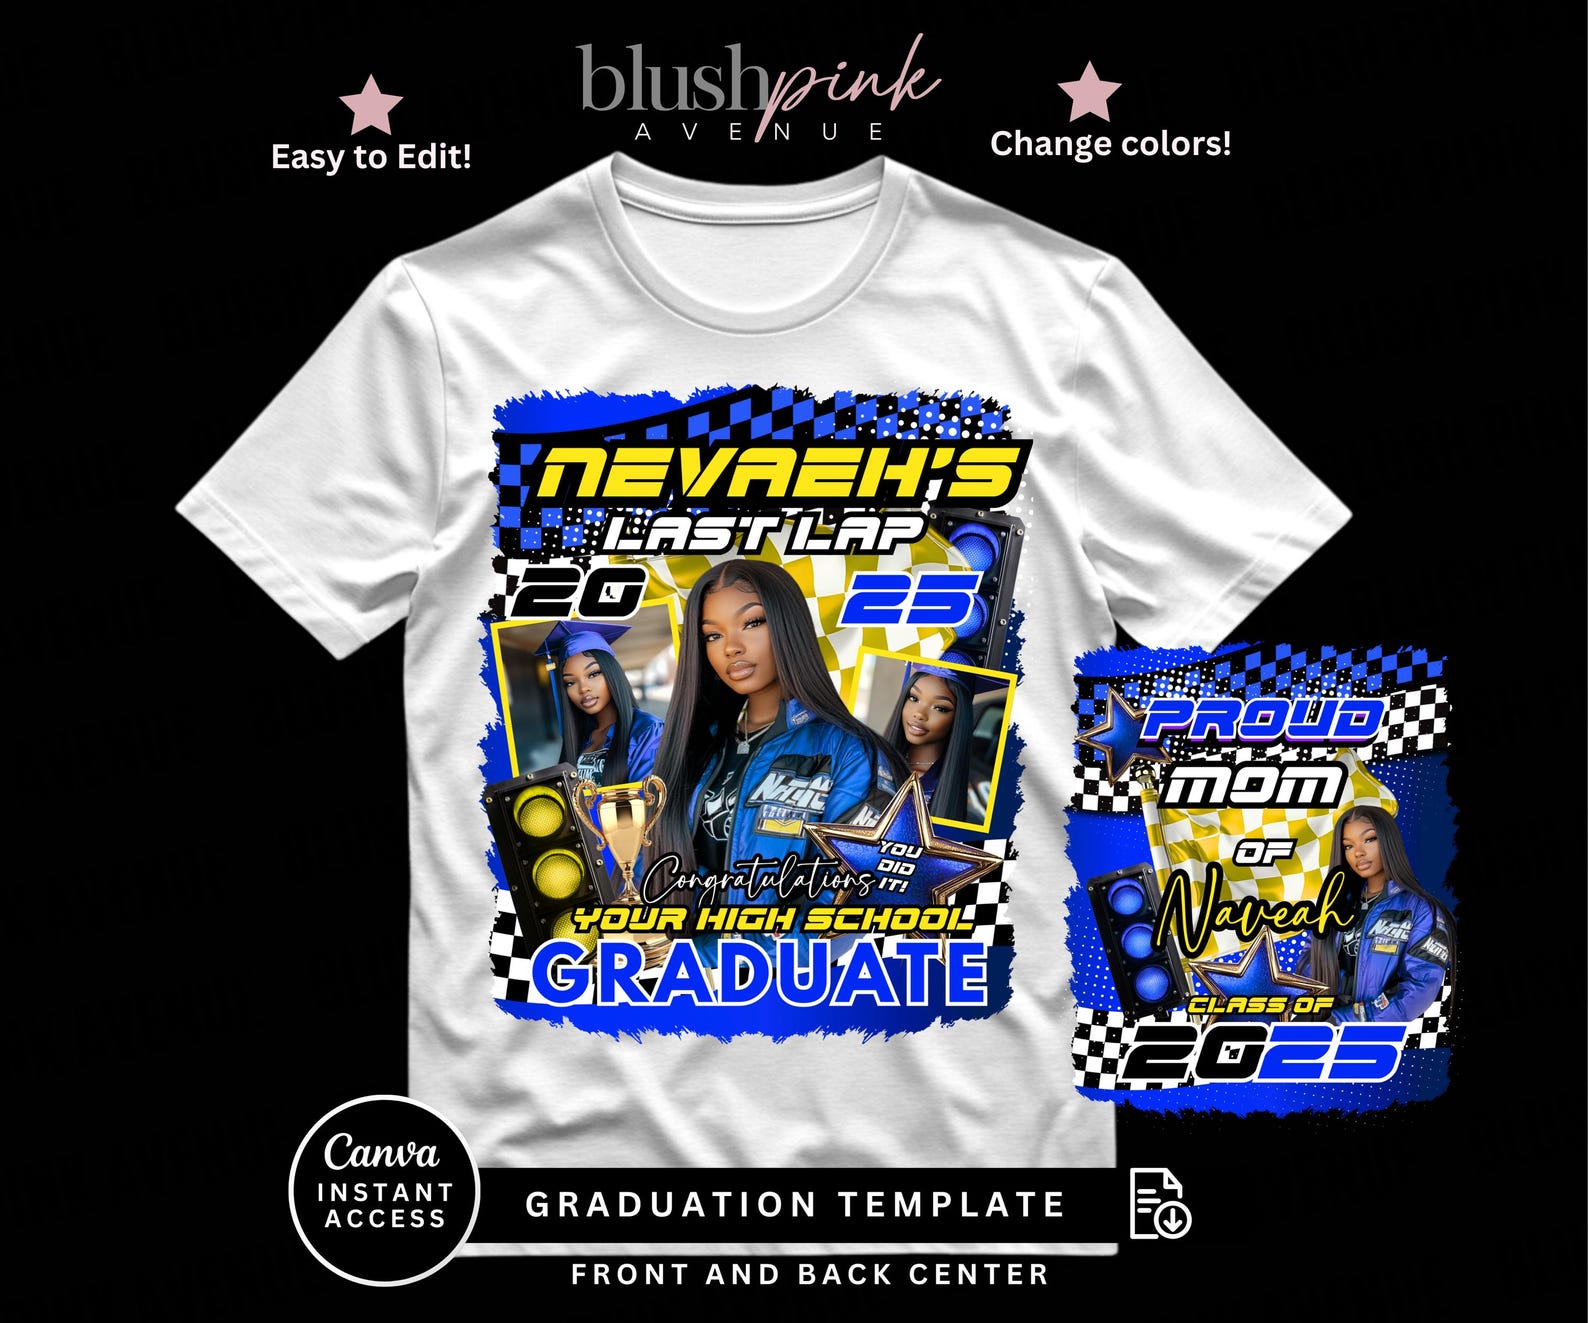 blushpink
AVENUE
Easy to Edit!
Change colors!
NEVAEH'S
LAST LAP
20 25
YOU
DID
IT!
Congratulations
YOUR HIGH SCHOOL
GRADUATE
PROUD
MOM
OF
Naveah
CLASS OF
2025
Canva
INSTANT
ACCESS
GRADUATION TEMPLATE
FRONT AND BACK CENTER